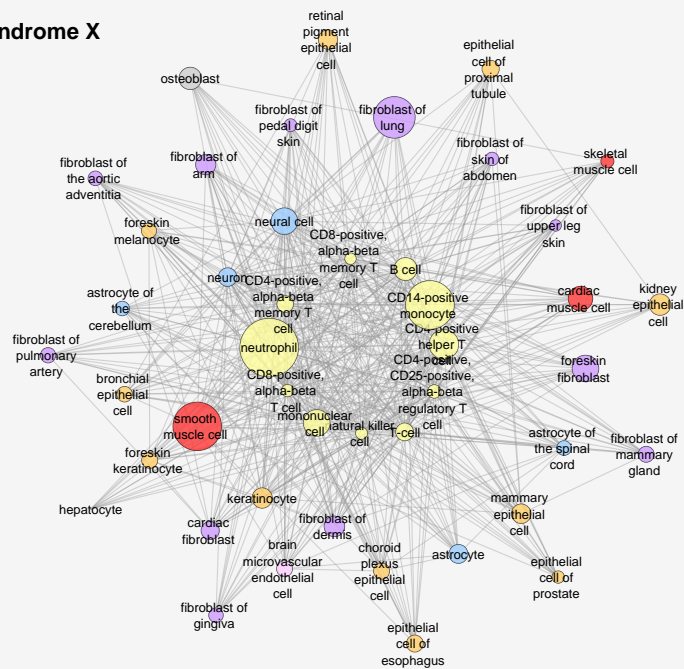 ndrome X
retinal
pigment
epithelial
cell
epithelial
cell of
proximal
tubule
osteoblast
fibroblast of
pedal digit
skin
fibroblast of
lung
fibroblast of
the aortic
adventitia
fibroblast of
arm
fibroblast of
skin of
abdomen
skeletal
muscle cell
foreskin
melanocyte
neural cell
CD8-positive,
alpha-beta
memory T
cell
fibroblast of
upper leg
skin
neuron
CD4-positive,
alpha-beta
memory T
cell
B cell
CD14-positive
monocyte
cardiac
muscle cell
kidney
epithelial
cell
astrocyte of
the
cerebellum
fibroblast of
pulmonary
artery
neutrophil
CD4-positive
helper T
cell
CD4-positive,
CD25-positive,
alpha-beta
regulatory T
cell
foreskin
fibroblast
bronchial
epithelial
cell
CD8-positive,
alpha-beta
T cell
smooth
muscle cell
mononuclear
cell
natural killer
cell
T-cell
astrocyte of
the spinal
cord
fibroblast of
mammary
gland
foreskin
keratinocyte
hepatocyte
keratinocyte
mammary
epithelial
cell
cardiac
fibroblast
fibroblast of
dermis
brain
microvascular
endothelial
cell
choroid
plexus
epithelial
cell
astrocyte
epithelial
cell of
prostate
fibroblast of
gingiva
epithelial
cell of
esophagus